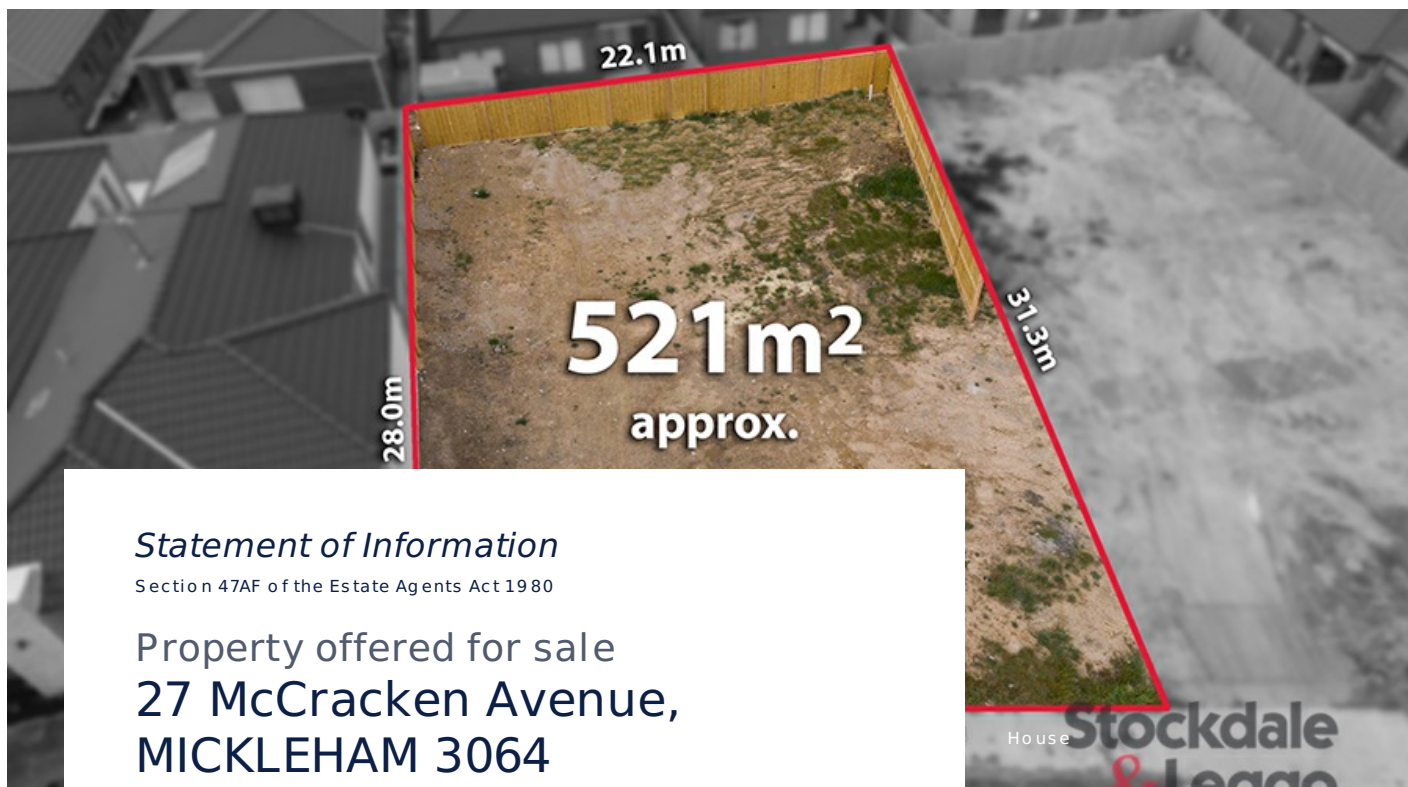 22.1m
521m²
31.3m
approx.
28.0m
Statement of Information
Section 47AF of the Estate Agents Act 1980
Property offered for sale
27 McCracken Avenue,
MICKLEHAM 3064
House
Stockdale
& Leggo